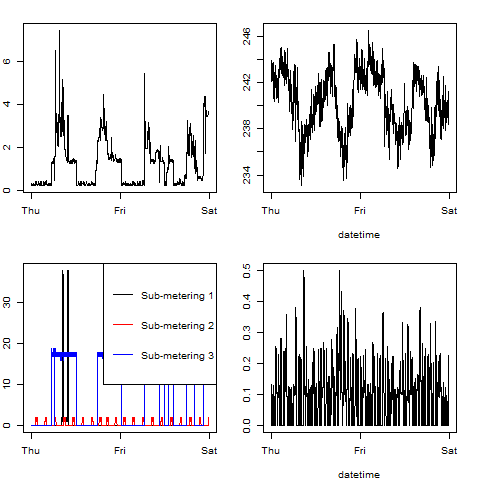 0 2 4 6
Thu Fri Sat
234 238 242 246
Thu Fri Sat
datetime
0 10 20 30
Sub-metering 1
Sub-metering 2
Sub-metering 3
Thu Fri Sat
0.0 0.1 0.2 0.3 0.4 0.5
Thu Fri Sat
datetime